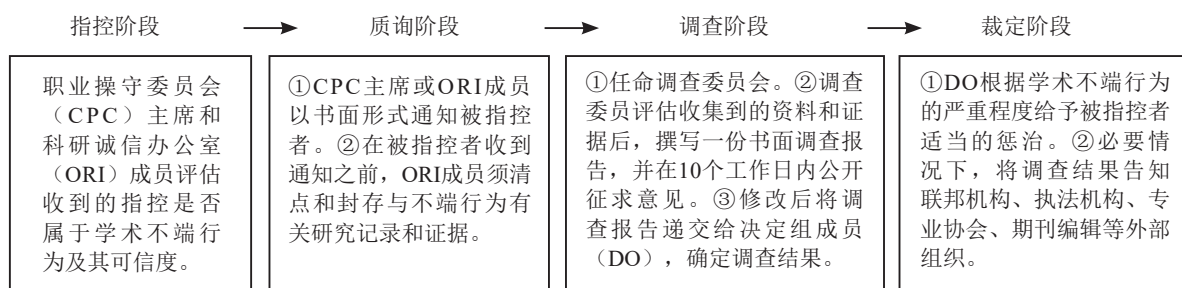 指控阶段
质询阶段
调查阶段
裁定阶段
职业操守委员会
（CPC）主席和
科研诚信办公室
（ORI）成员评估
收到的指控是否
属于学术不端行
为及其可信度。
①CPC主席或ORI成员
以书面形式通知被指控
者。②在被指控者收到
通知之前，ORI成员须清
点和封存与不端行为有
关研究记录和证据。
①任命调查委员会。②调查
委员评估收集到的资料和证
据后，撰写一份书面调查报
告，并在10个工作日内公开
征求意见。③修改后将调
查报告递交给决定组成员
（DO），确定调查结果。
①DO根据学术不端行为
的严重程度给予被指控者
适当的惩治。②必要情
况下，将调查结果告知
联邦机构、执法机构、专
业协会、期刊编辑等外部
组织。